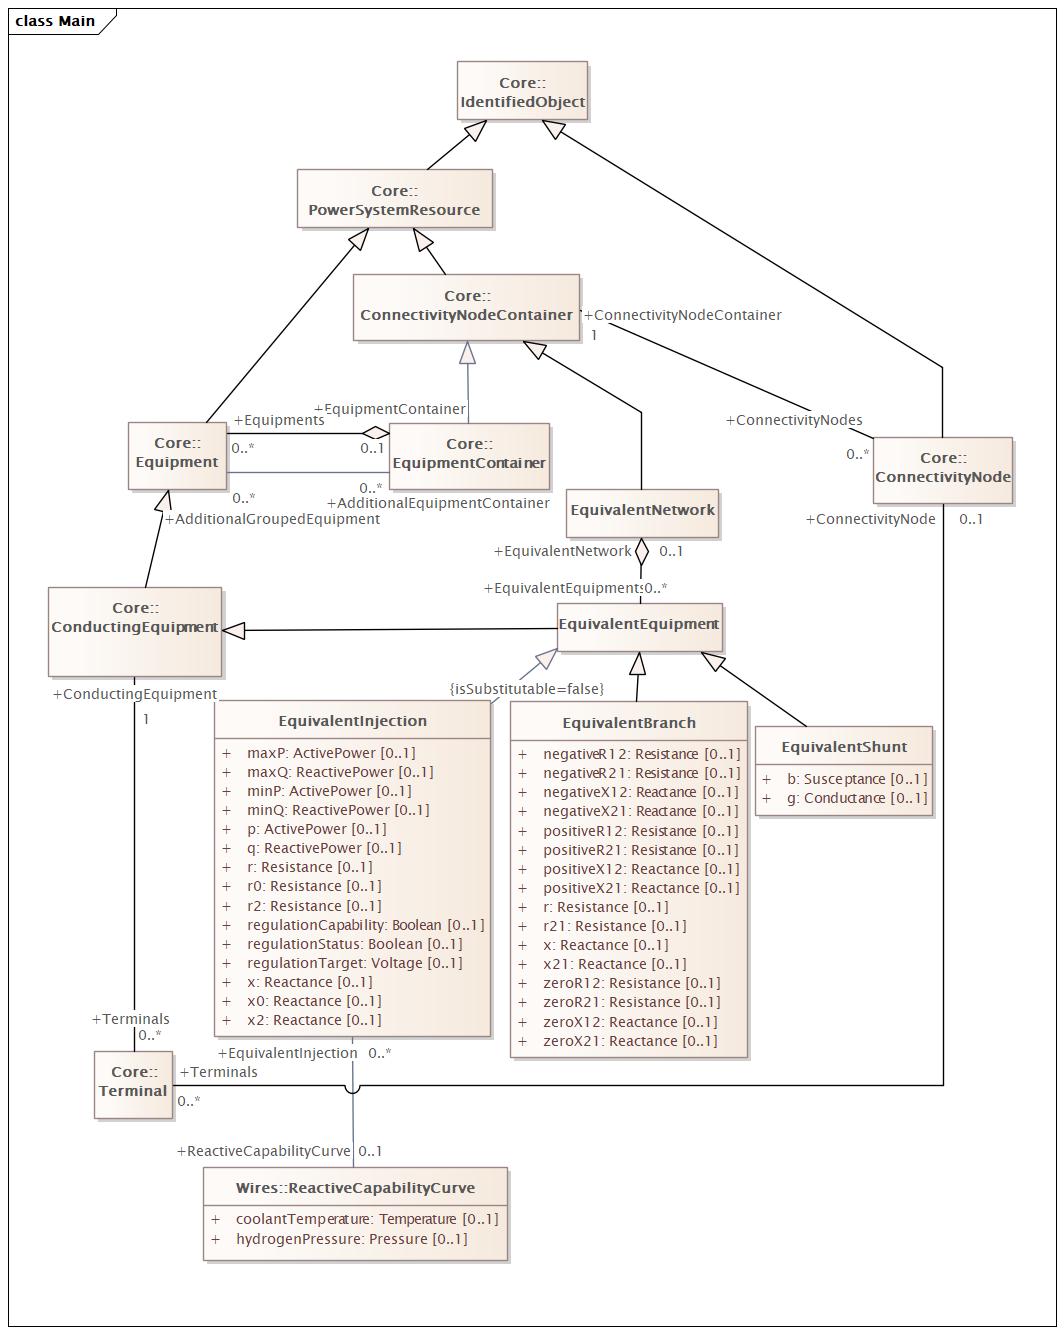 class Main
Core::
IdentifiedObject
Core::
PowerSystemResource
Core::
ConnectivityNodeContainer
+ConnectivityNodeContainer
1
+EquipmentContainer
+Equipments
0..*
0..1
+ConnectivityNodes
0..*
Core::
Equipment
Core::
EquipmentContainer
Core::
ConnectivityNode
0..*
0..*
+AdditionalEquipmentContainer
+AdditionalGroupedEquipment
EquivalentNetwork
+ConnectivityNode
0..1
+EquivalentNetwork
0..1
+EquivalentEquipments
0..*
Core::
ConductingEquipment
EquivalentEquipment
+ConductingEquipment
1
{isSubstitutable=false}
EquivalentInjection
+ maxP: ActivePower [0..1]
+ maxQ: ReactivePower [0..1]
+ minP: ActivePower [0..1]
+ minQ: ReactivePower [0..1]
+ p: ActivePower [0..1]
+ q: ReactivePower [0..1]
+ r: Resistance [0..1]
+ r0: Resistance [0..1]
+ r2: Resistance [0..1]
+ regulationCapability: Boolean [0..1]
+ regulationStatus: Boolean [0..1]
+ regulationTarget: Voltage [0..1]
+ x: Reactance [0..1]
+ x0: Reactance [0..1]
+ x2: Reactance [0..1]
EquivalentBranch
+ negativeR12: Resistance [0..1]
+ negativeR21: Resistance [0..1]
+ negativeX12: Reactance [0..1]
+ negativeX21: Reactance [0..1]
+ positiveR12: Resistance [0..1]
+ positiveR21: Resistance [0..1]
+ positiveX12: Reactance [0..1]
+ positiveX21: Reactance [0..1]
+ r: Resistance [0..1]
+ r21: Resistance [0..1]
+ x: Reactance [0..1]
+ x21: Reactance [0..1]
+ zeroR12: Resistance [0..1]
+ zeroR21: Resistance [0..1]
+ zeroX12: Reactance [0..1]
+ zeroX21: Reactance [0..1]
EquivalentShunt
+ b: Susceptance [0..1]
+ g: Conductance [0..1]
+Terminals
0..*
Core::
Terminal
+Terminals
0..*
+EquivalentInjection 0..*
+ReactiveCapabilityCurve 0..1
Wires::ReactiveCapabilityCurve
+ coolantTemperature: Temperature [0..1]
+ hydrogenPressure: Pressure [0..1]